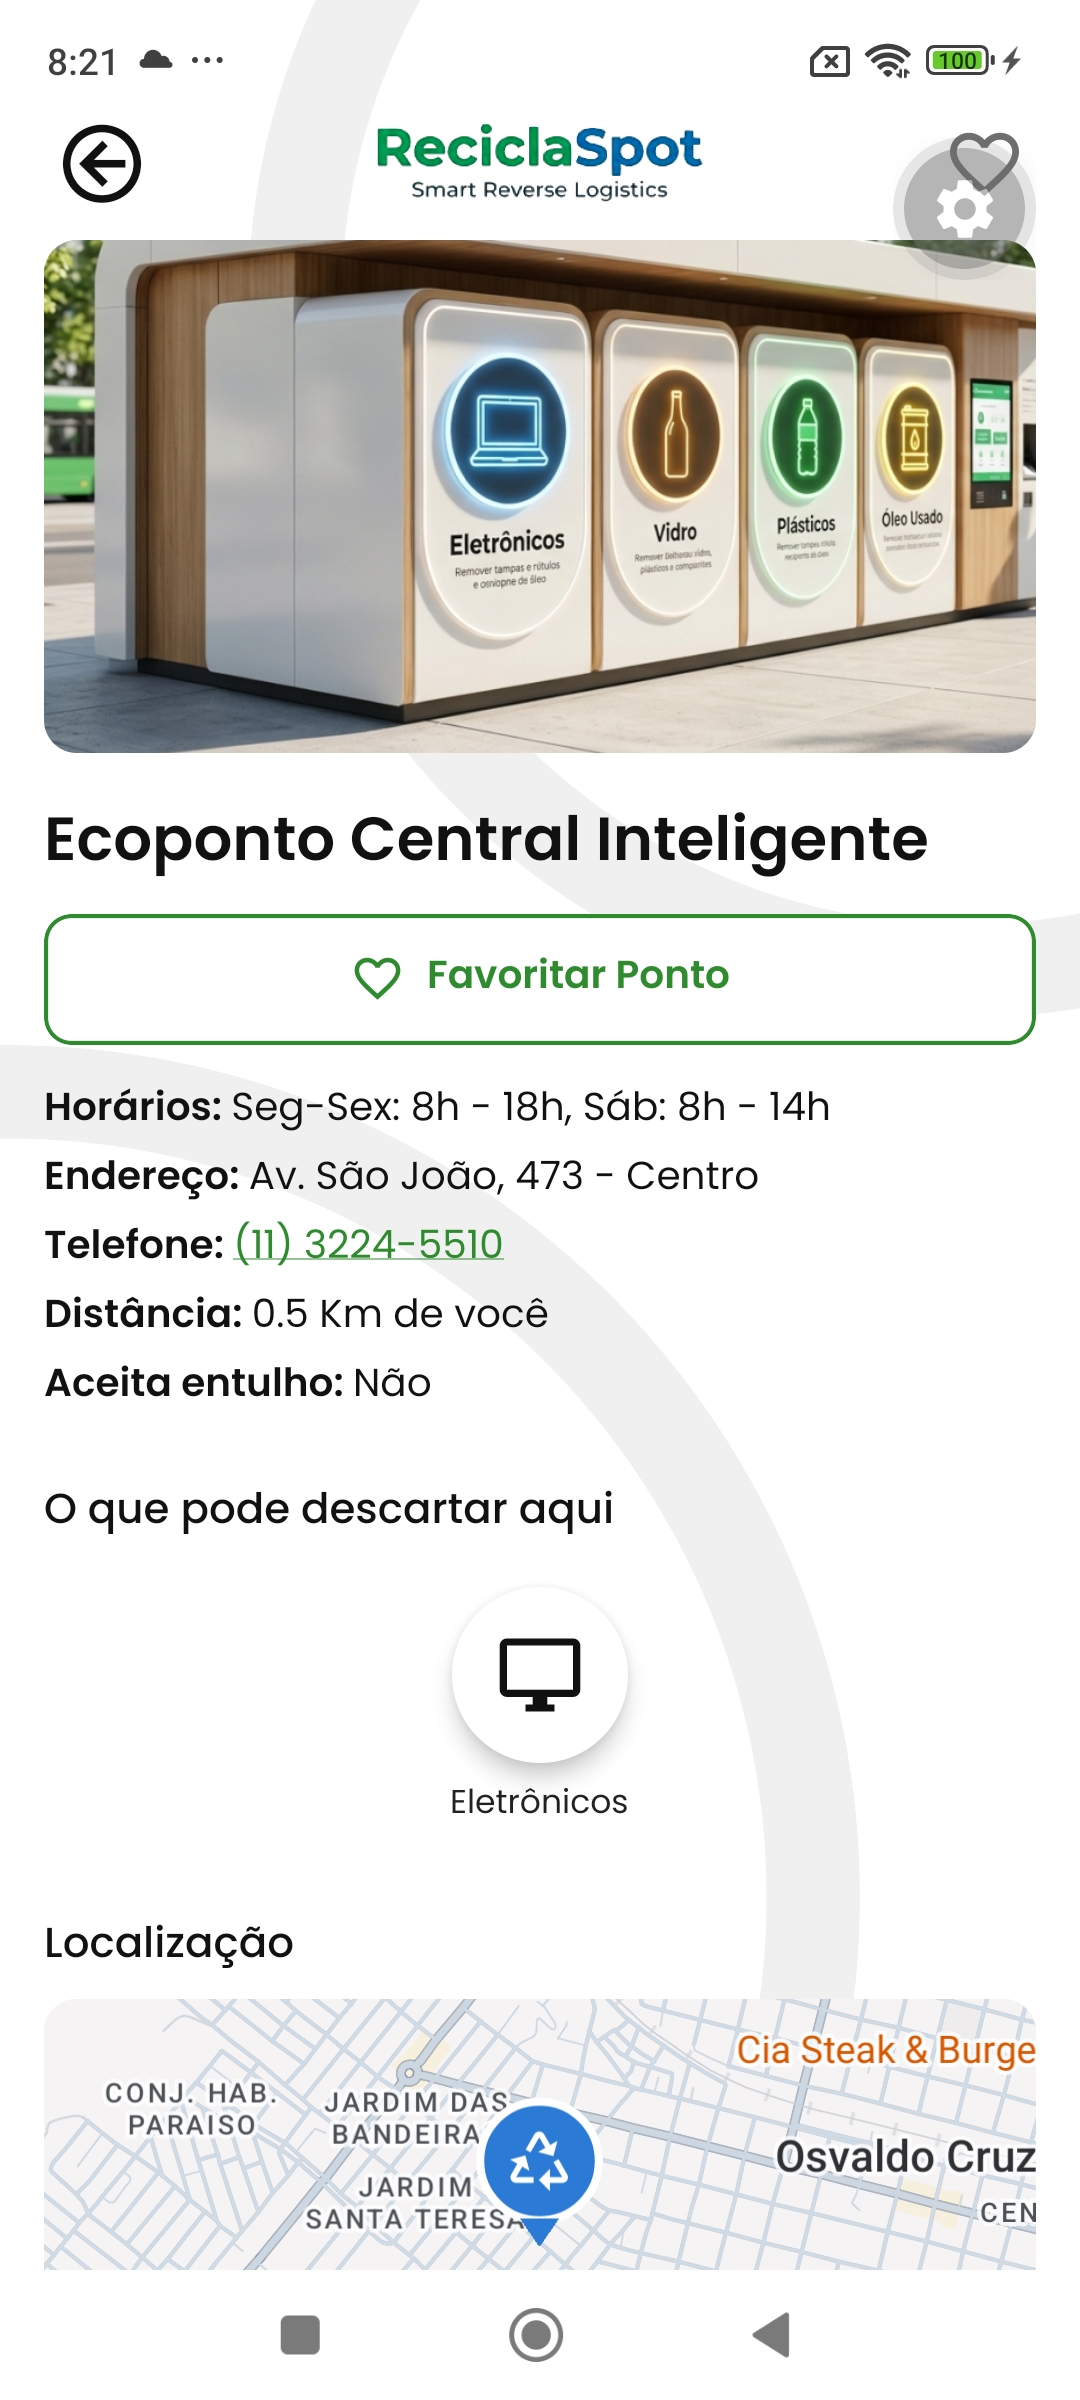 8:21
100
ReciclaSpot
Smart Reverse Logistics
Eletrônicos
Remover tampas e rótulos
Vidro
Plásticos
Óleo Usado
Ecoponto Central Inteligente
Favoritar Ponto
Horários: Seg-Sex: 8h - 18h, Sáb: 8h - 14h
Endereço: Av. São João, 473 - Centro
Telefone: (11) 3224-5510
Distância: 0.5 Km de você
Aceita entulho: Não
O que pode descartar aqui
Eletrônicos
Localização
Cia Steak & Burge
CONJ. HAB.
PARAISO
JARDIM DAS
BANDEIRA
Osvaldo Cruz
JARDIM
SANTA TERESA
CEN